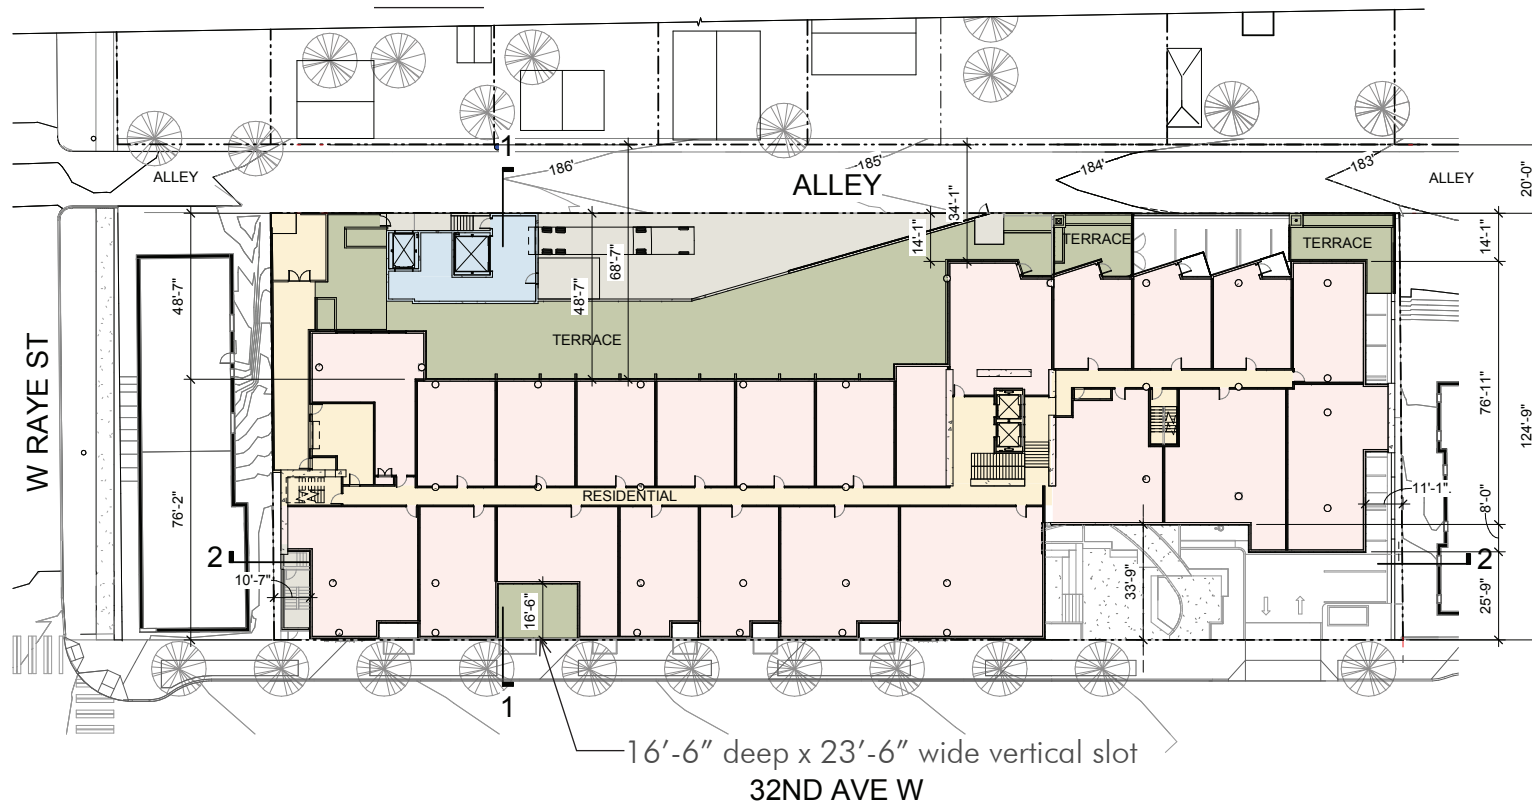 1
186'
185'
184'
183'
ALLEY
ALLEY
ALLEY
20'-0"
34'-1"
14'-1"
14'-1"
TERRACE
TERRACE
68'-7"
48'-7"
48'-7"
TERRACE
W RAYE ST
76'-11"
124'-9"
RESIDENTIAL
76'-2"
11'-1"
8'-0"
2
2
10'-7"
16'-6"
33'-9"
25'-9"
1
16'-6” deep x 23'-6” wide vertical slot
32ND AVE W